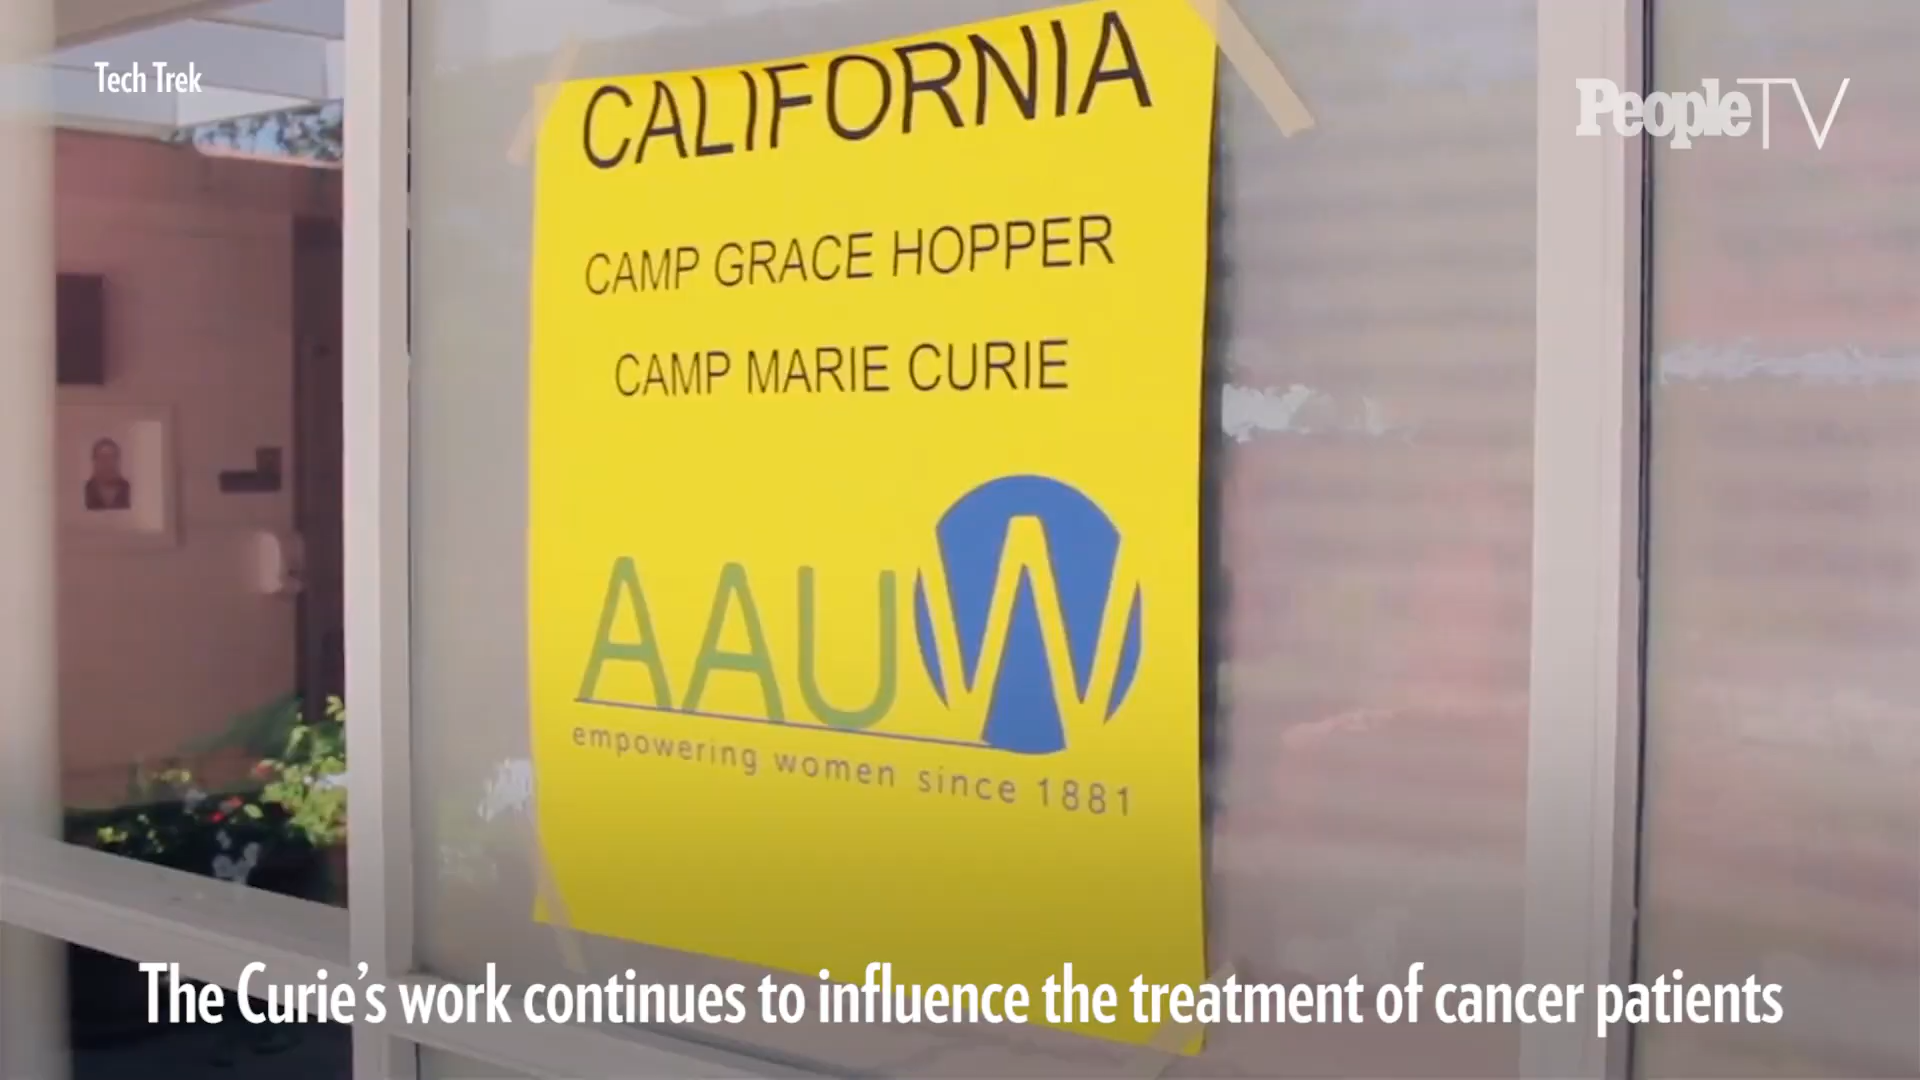 Tech Trek
PeopleTV
CALIFORNIA
CAMP GRACE HOPPER
CAMP MARIE CURIE
AAUW
empowering women since 1881
The Curie's work continues to influence the treatment of cancer patients